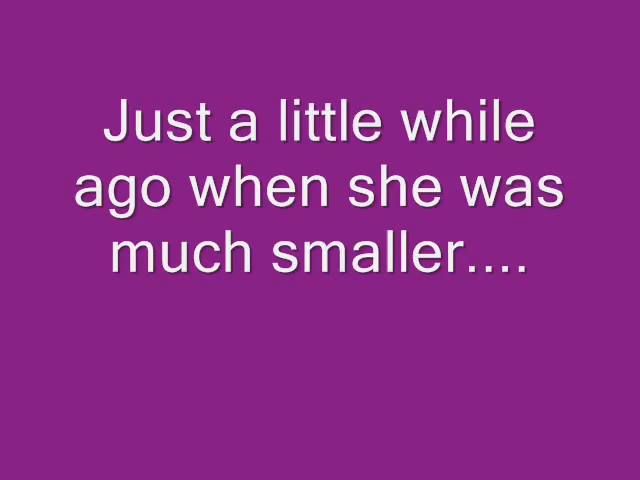 Just a little while
ago when she was
much smaller....